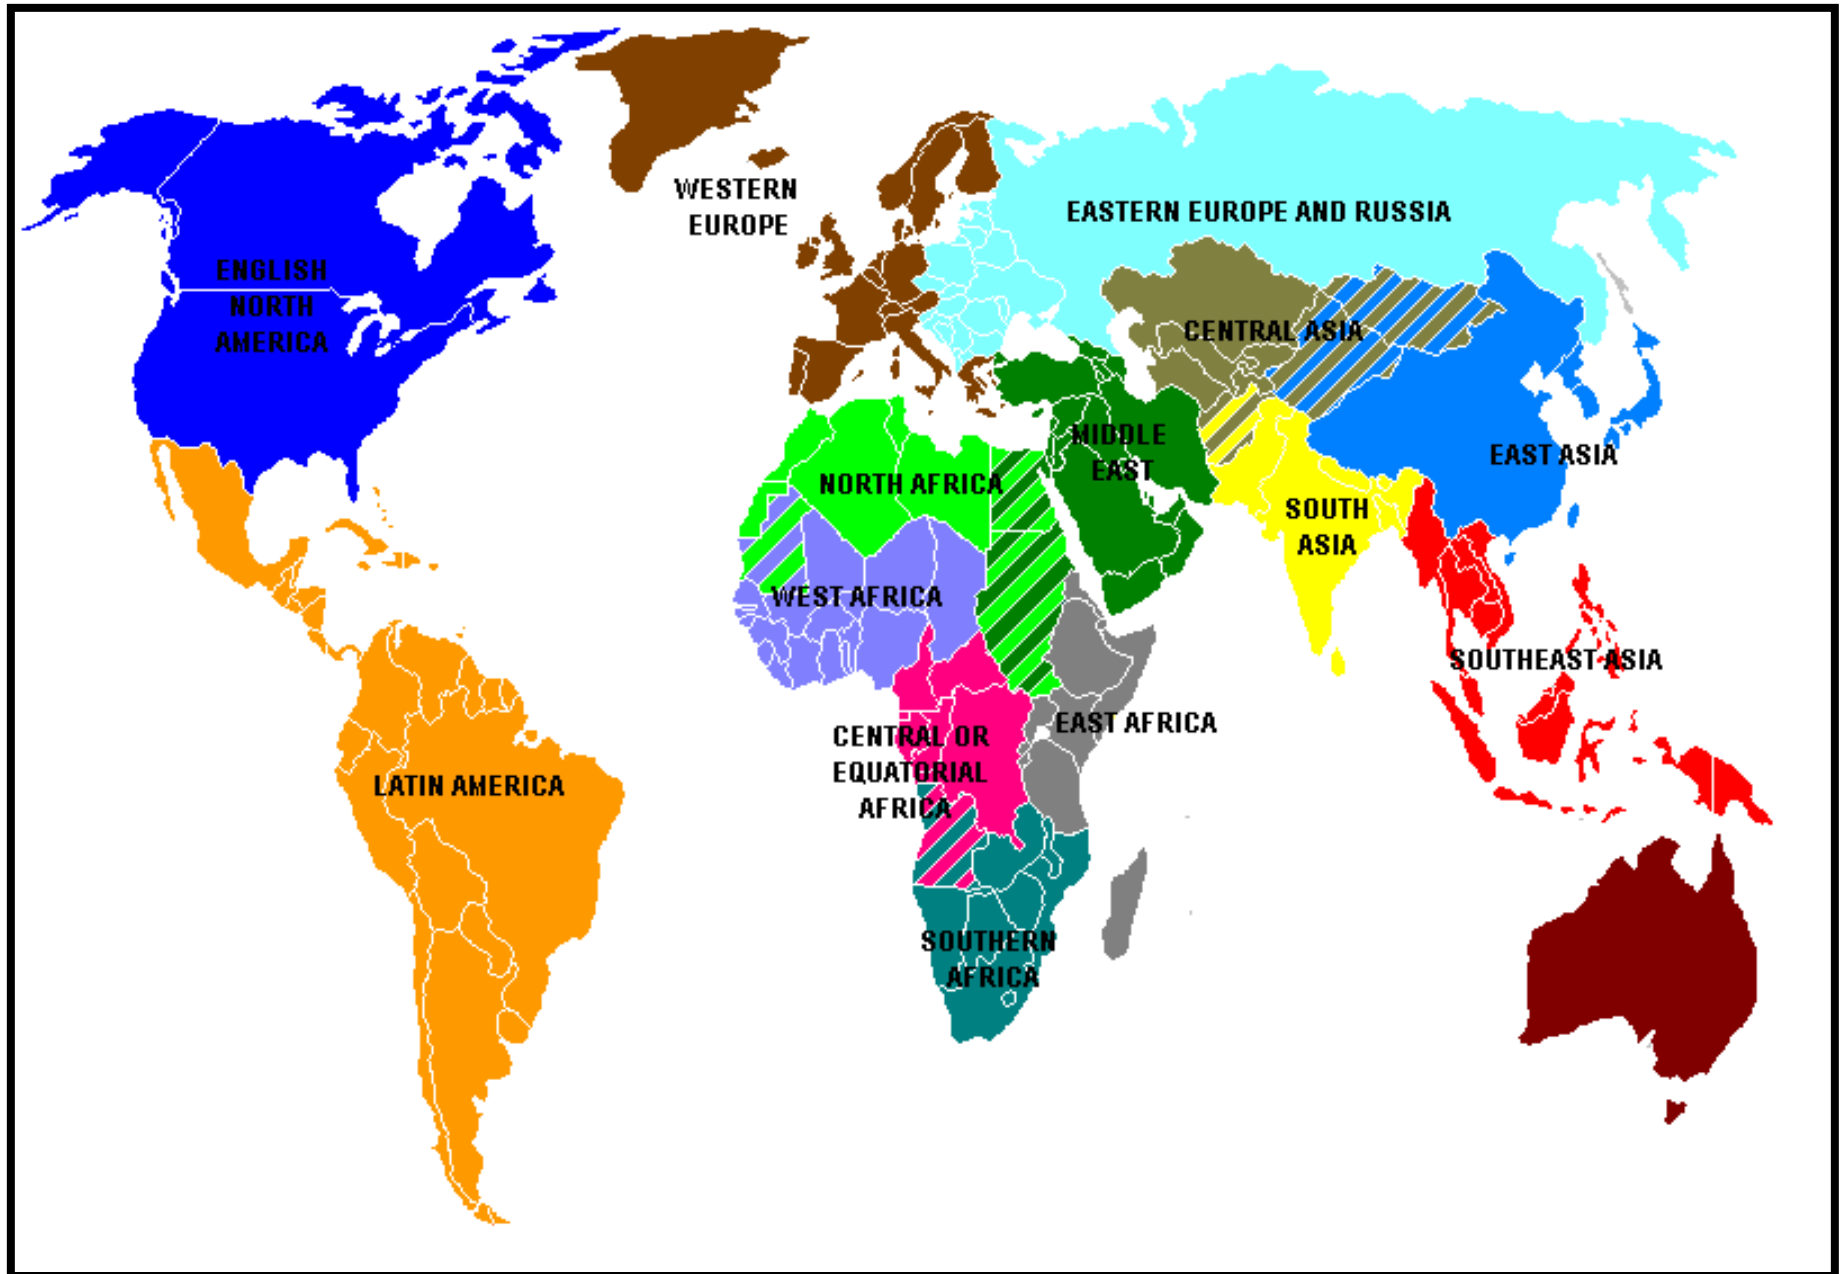 WESTERN
EUROPE
EASTERN EUROPE AND RUSSIA
ENGLISH
NORTH
AMERICA
CENTRAL ASIA
MIDDLE
EAST
EAST ASIA
NORTH AFRICA
SOUTH
ASIA
WEST AFRICA
SOUTHEAST ASIA
EAST AFRICA
CENTRAL OR
EQUATORIAL
AFRICA
LATIN AMERICA
SOUTHERN
AFRICA